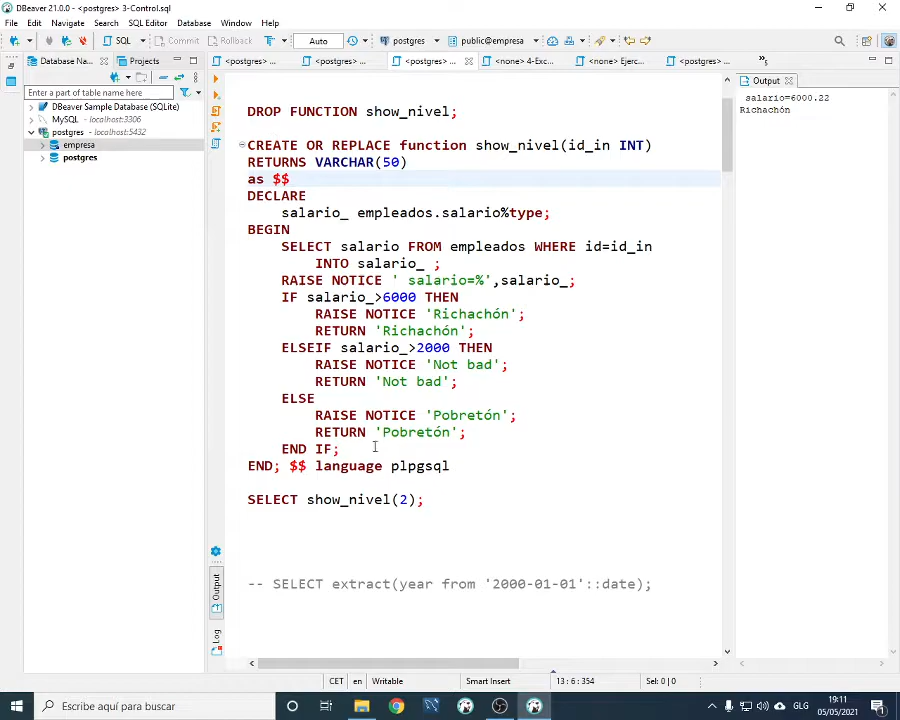 DBeaver 21.0.0 - <postgres> 3-Control.sql
File Edit Navigate Search SQL Editor Database Window Help
SQL Commit Rollback T Auto postgres public@empresa
Database Na... Projects <postgres> ... <postgres> ... <postgres> ... <none> 4-Exc... <none> Ejerc... <postgres> ... Output
Enter a part of table name here
DBeaver Sample Database (SQLite)
MySQL - localhost:3306
postgres - localhost:5432
empresa
postgres
DROP FUNCTION show_nivel;
CREATE OR REPLACE function show_nivel(id_in INT)
RETURNS VARCHAR(50)
as $$
DECLARE
salario_ empleados.salario%type;
BEGIN
SELECT salario FROM empleados WHERE id=id_in
INTO salario_ ;
RAISE NOTICE ' salario=%',salario_;
IF salario_>6000 THEN
RAISE NOTICE 'Richachón';
RETURN 'Richachón';
ELSEIF salario_>2000 THEN
RAISE NOTICE 'Not bad';
RETURN 'Not bad';
ELSE
RAISE NOTICE 'Pobretón';
RETURN 'Pobretón';
END IF;
END; $$ language plpgsql
SELECT show_nivel(2);
-- SELECT extract(year from '2000-01-01'::date);
Output
Log
salario=6000.22
Richachón
CET en Writable Smart Insert 13 : 6 : 354 Sel: 0 | 0
Escribe aquí para buscar
GLG
19:11
05/05/2021
1